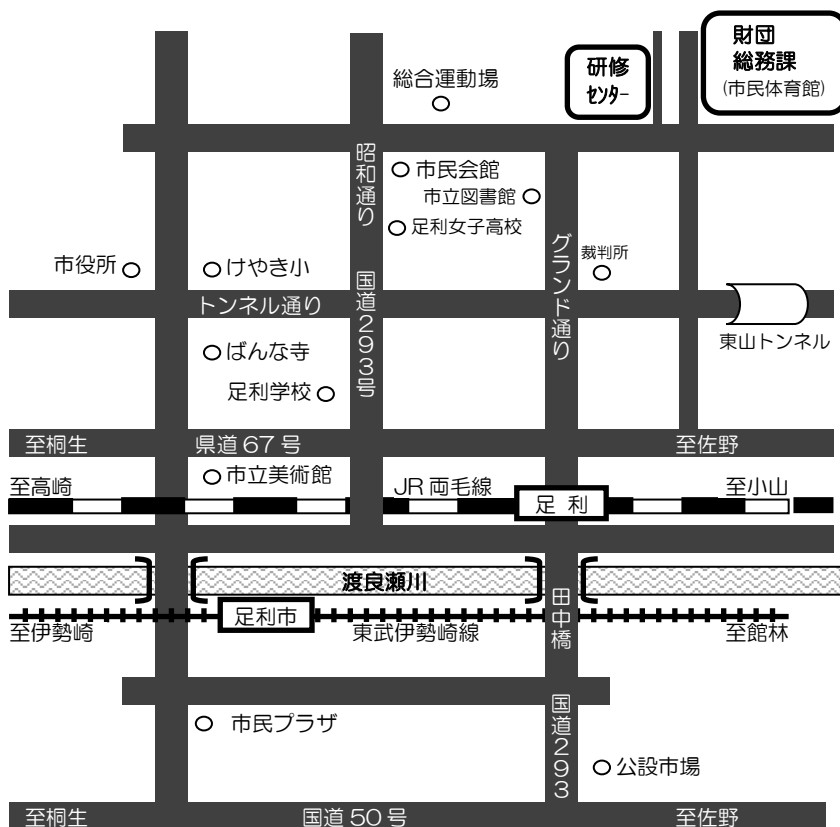 財団
総務課
(市民体育館)
研修
センター
総合運動場
昭和通り
市民会館
市立図書館
足利女子高校
グランド通り
裁判所
市役所
けやき小
国道293号
トンネル通り
東山トンネル
ばんな寺
足利学校
至桐生
県道67号
至佐野
市立美術館
至高崎
JR両毛線
足利
至小山
渡良瀬川
田中橋
足利市
至伊勢崎
東武伊勢崎線
至館林
国道293
市民プラザ
公設市場
至桐生
国道50号
至佐野